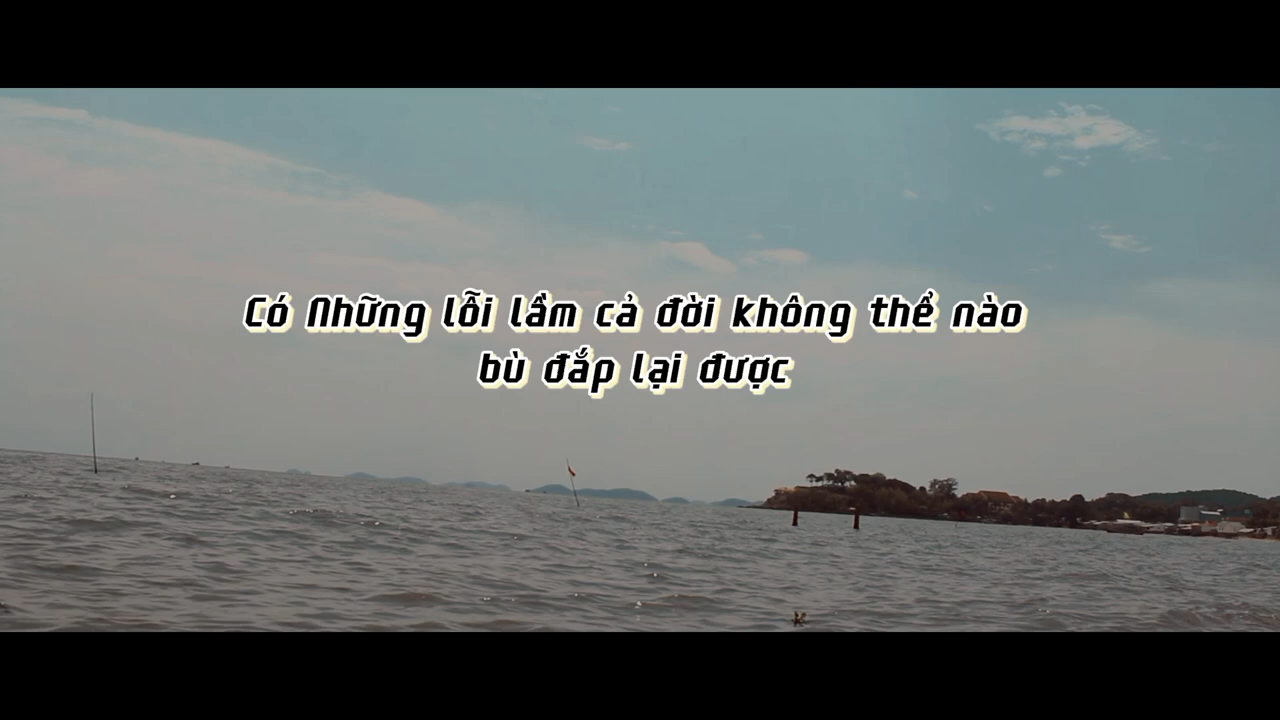 Có Những lỗi lầm cả đời không thể nào
bù đắp lại được